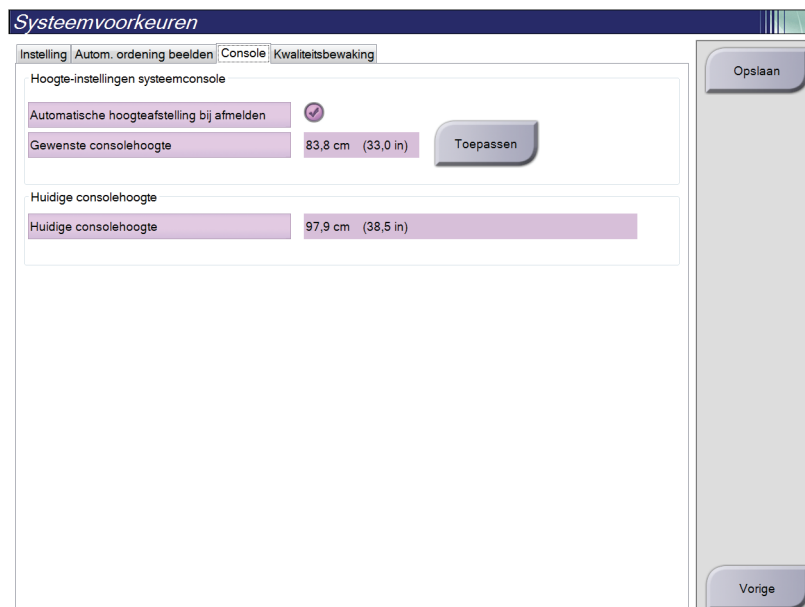 Systeemvoorkeuren
Instelling Autom. ordening beelden Console Kwaliteitsbewaking
Opslaan
Hoogte-instellingen systeemconsole
Automatische hoogteafstelling bij afmelden
Gewenste consolehoogte 83,8 cm (33,0 in) Toepassen
Huidige consolehoogte
Huidige consolehoogte 97,9 cm (38,5 in)
Vorige